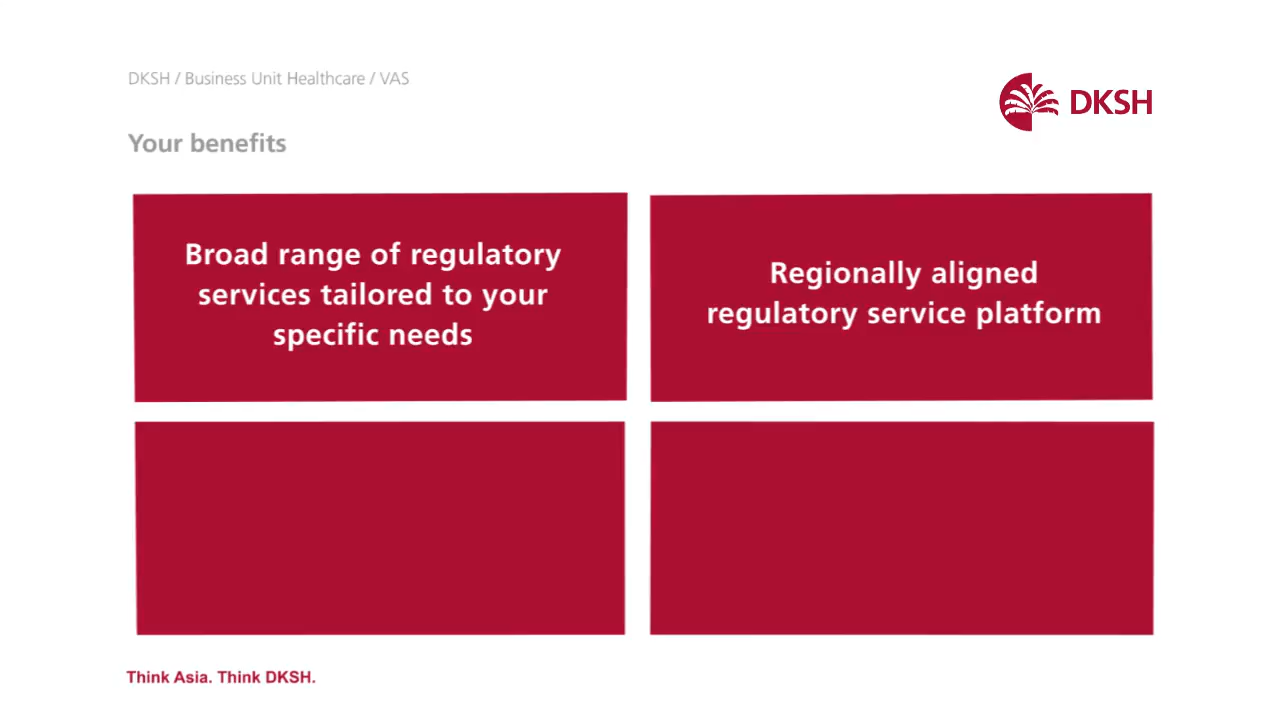 DKSH / Business Unit Healthcare / VAS
DKSH
Your benefits
Broad range of regulatory
services tailored to your
specific needs
Regionally aligned
regulatory service platform
Think Asia. Think DKSH.